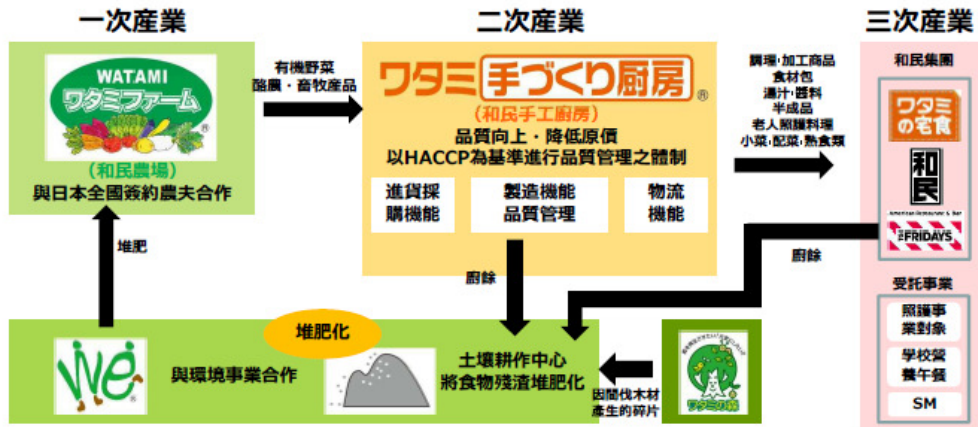 一次産業
二次産業
三次産業
WATAMI
ワタミファーム
®
(和民農場)
與日本全國簽約農夫合作
有機野菜
酪農・畜牧産品
ワタミ手づくり厨房
®
(和民手工廚房)
品質向上・降低原價
以HACCP為基準進行品質管理之體制
進貨採
購機能
製造機能
品質管理
物流
機能
調理・加工商品
食材包
湯汁・醬料
半成品
老人照護料理
小菜・配菜・熟食類
和民集團
ワタミ
の宅食
和民
American Restaurant & Bar
FRIDAYS
受託事業
照護事
業對象
學校營
養午餐
SM
堆肥
廚餘
廚餘
堆肥化
We
與環境事業合作
土壤耕作中心
將食物殘渣堆肥化
因間伐木材
產生的碎片
ワタミの森